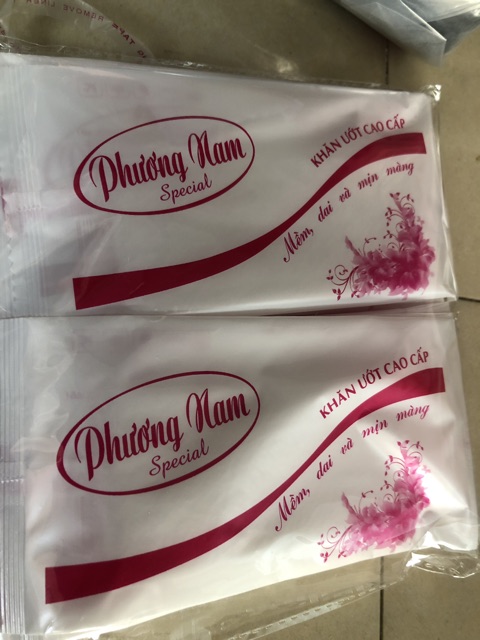 Phương Nam
Special
KHĂN ƯỚT CAO CẤP
Mềm, dai và mịn màng
Phương Nam
Special
KHĂN ƯỚT CAO CẤP
Mềm, dai và mịn màng